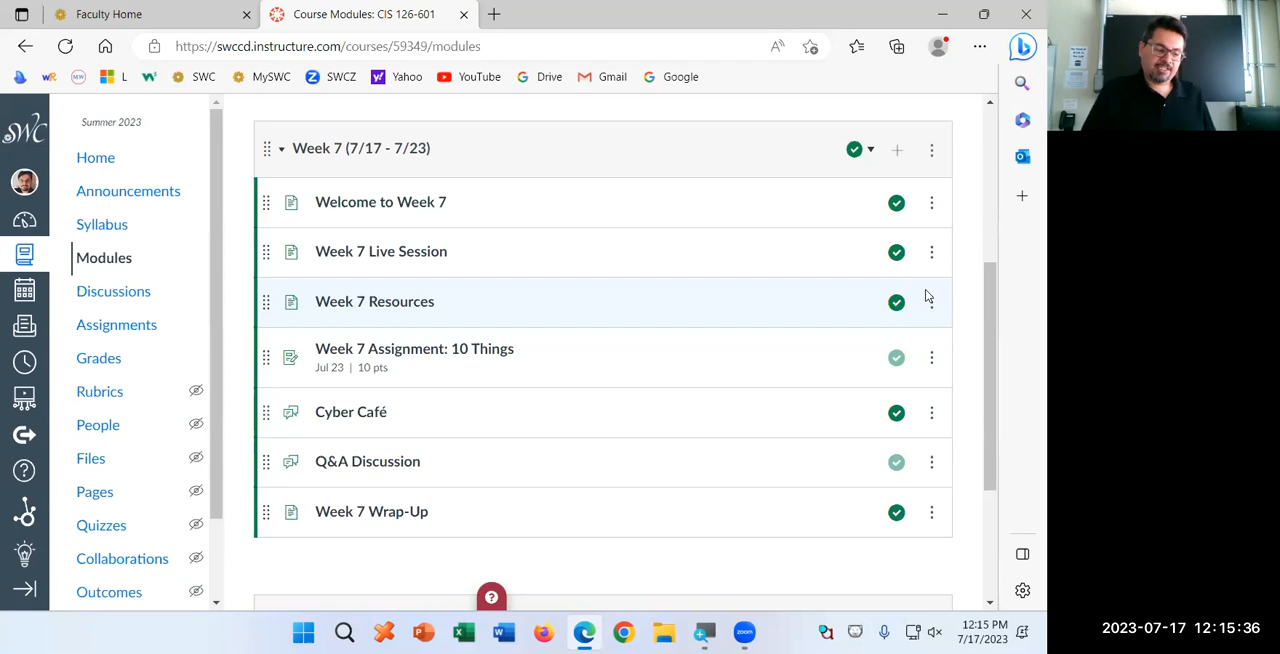 Faculty Home
Course Modules: CIS 126-601
https://swccd.instructure.com/courses/59349/modules
L
SWC
MySWC
SWCZ
Yahoo
YouTube
Drive
Gmail
Google
SWC
Summer 2023
Home
Announcements
Syllabus
Modules
Discussions
Assignments
Grades
Rubrics
People
Files
Pages
Quizzes
Collaborations
Outcomes
Week 7 (7/17 - 7/23)
Welcome to Week 7
Week 7 Live Session
Week 7 Resources
Week 7 Assignment: 10 Things
Jul 23 | 10 pts
Cyber Café
Q&A Discussion
Week 7 Wrap-Up
zoom
12:15 PM
7/17/2023
2023-07-17 12:15:36